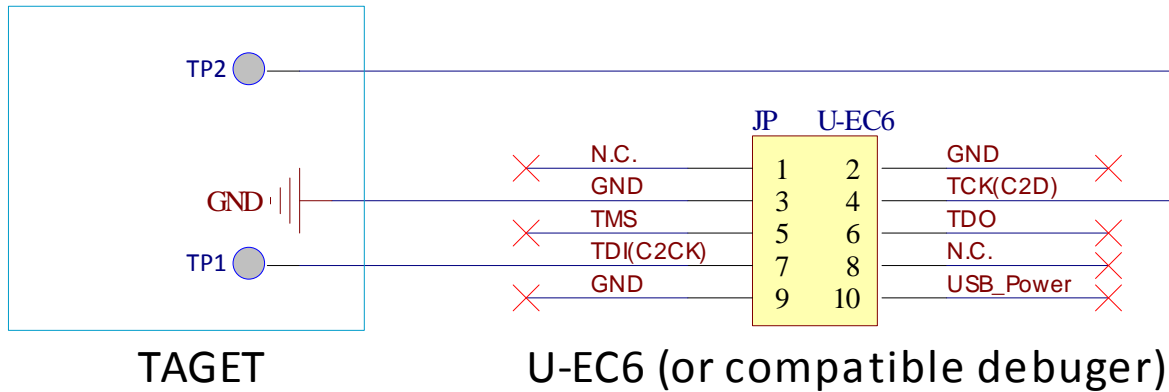 TP2
JP U-EC6
N.C. 1 2 GND
GND GND 3 4 TCK(C2D)
TMS 5 6 TDO
TP1 TDI(C2CK) 7 8 N.C.
GND 9 10 USB_Power
TAGET U-EC6 (or compatible debuger)